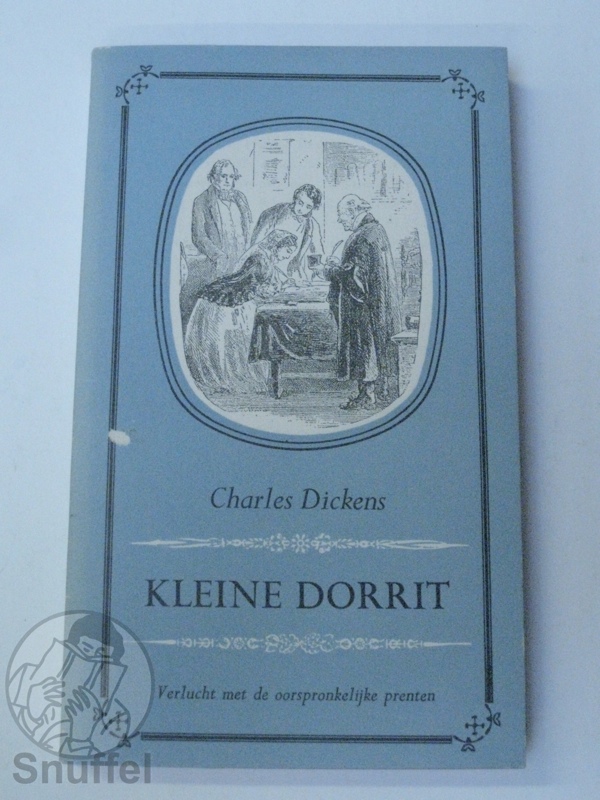 Charles Dickens
KLEINE DORRIT
Verlucht met de oorspronkelijke prenten
Snuffel